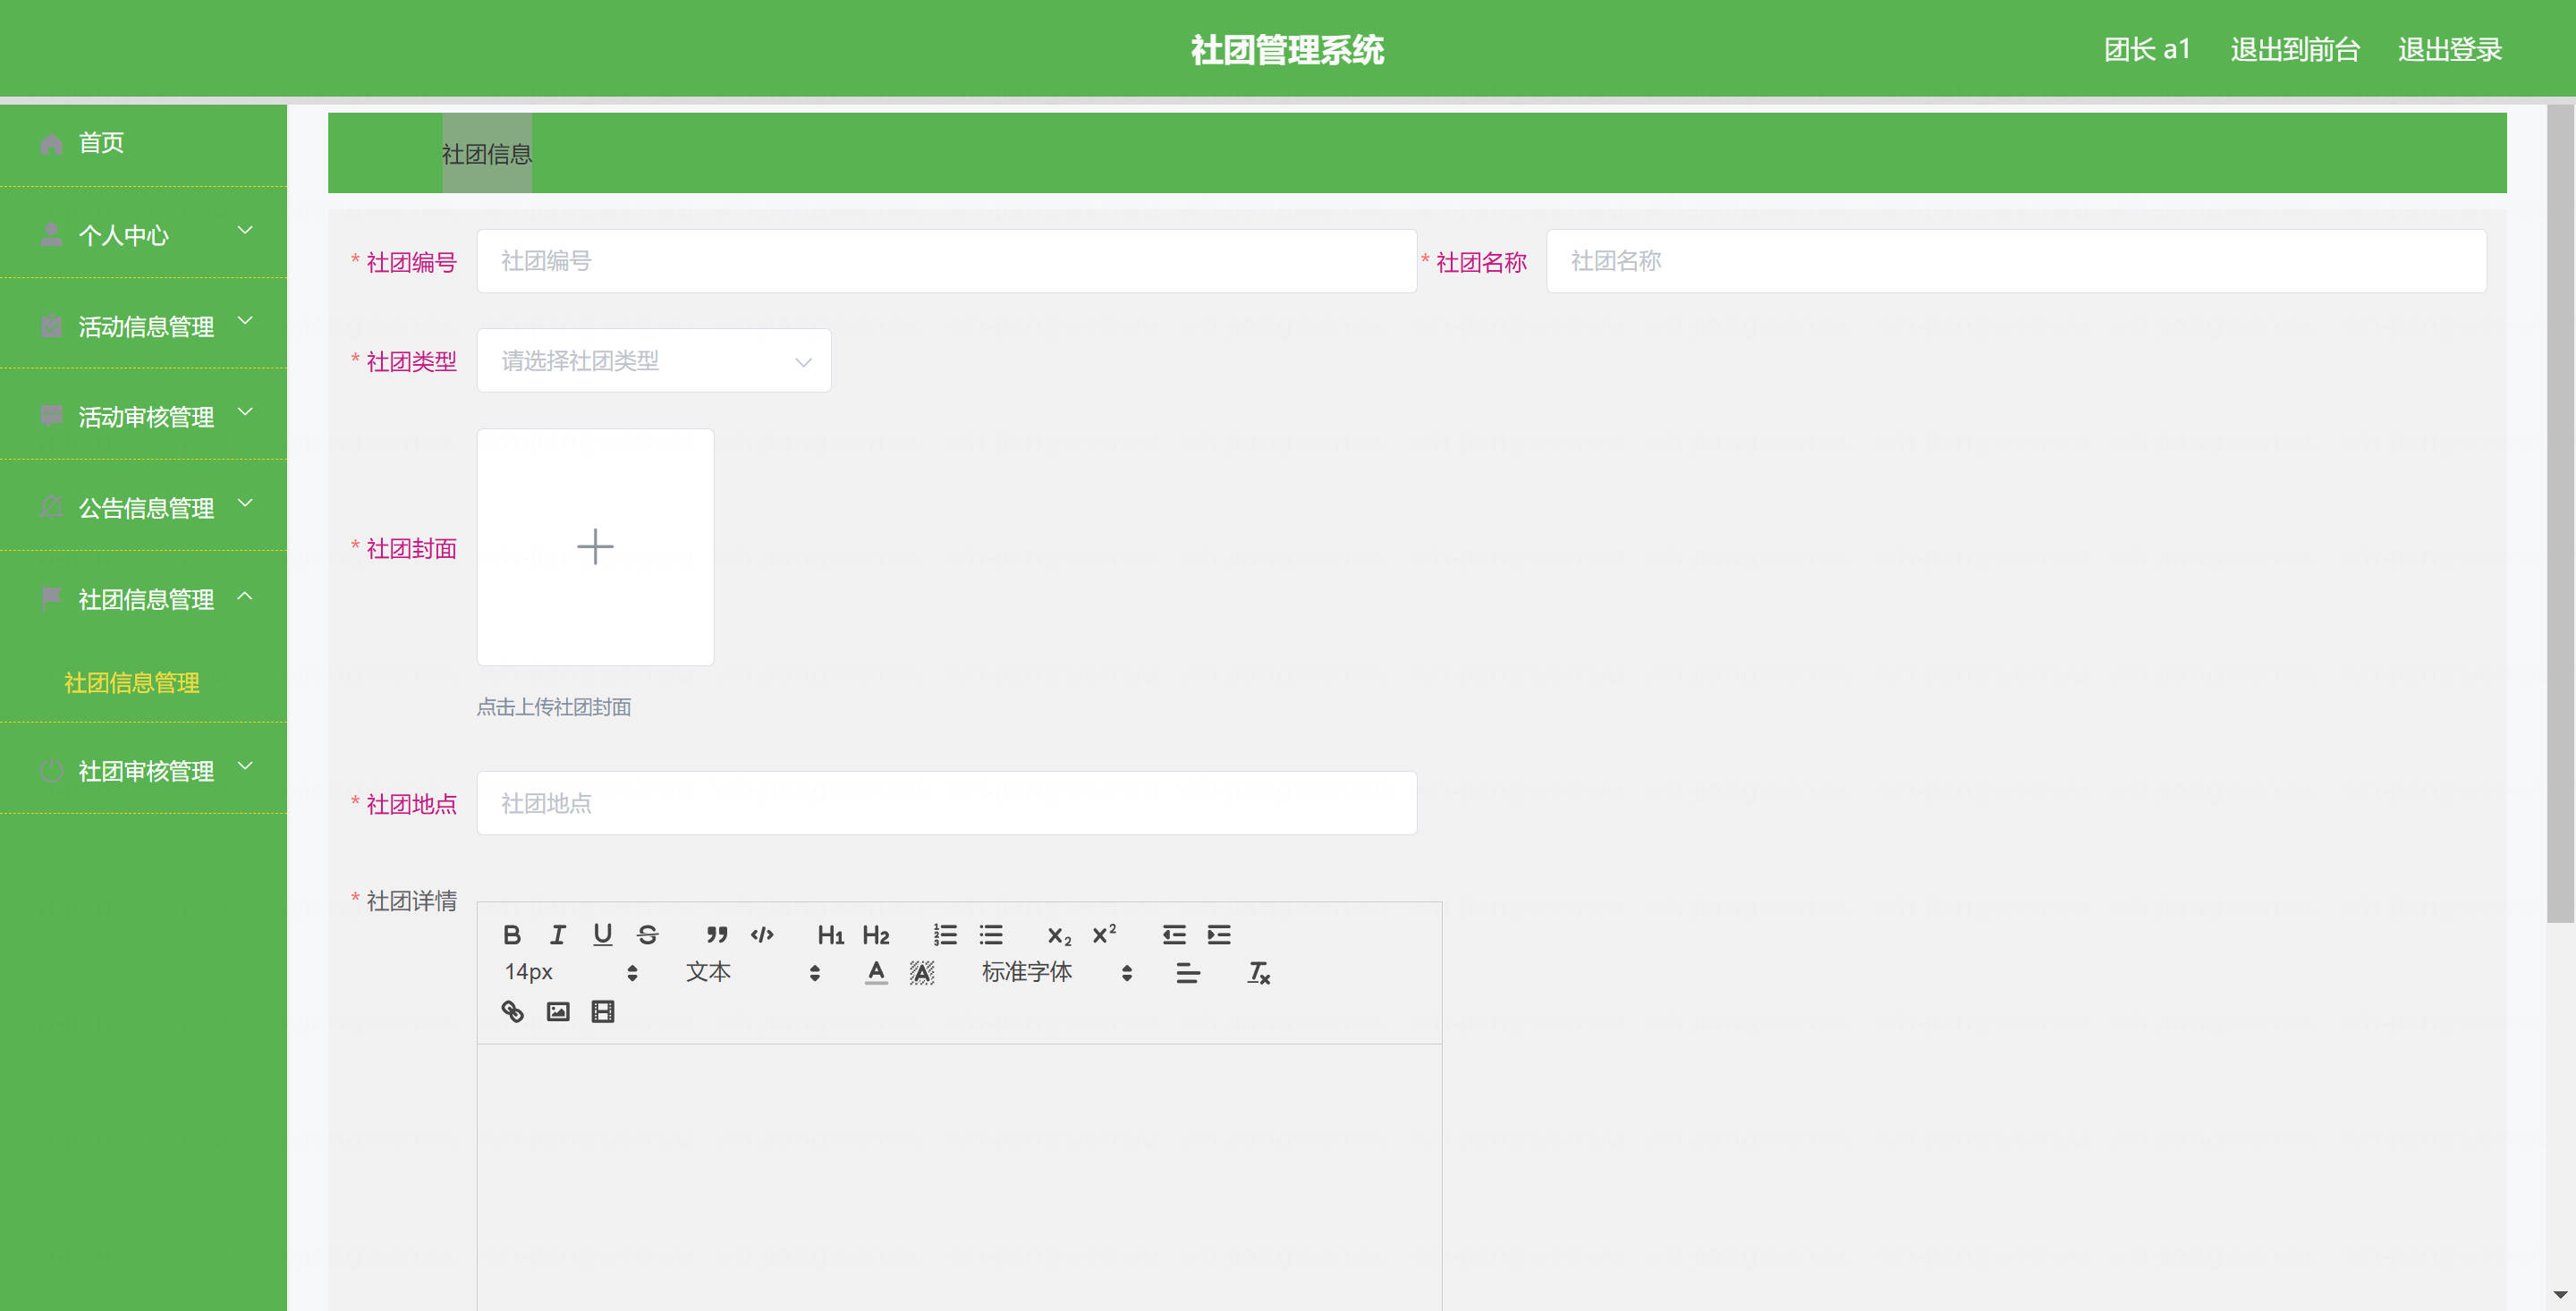 社团管理系统
团长 a1 退出到前台 退出登录
首页
个人中心
活动信息管理
活动审核管理
公告信息管理
社团信息管理
社团信息管理
社团审核管理
社团信息
* 社团编号 社团编号 * 社团名称 社团名称
* 社团类型 请选择社团类型
* 社团封面
点击上传社团封面
* 社团地点 社团地点
* 社团详情
B I U S H1 H2 x2 x2
14px 文本 A A 标准字体 Tx